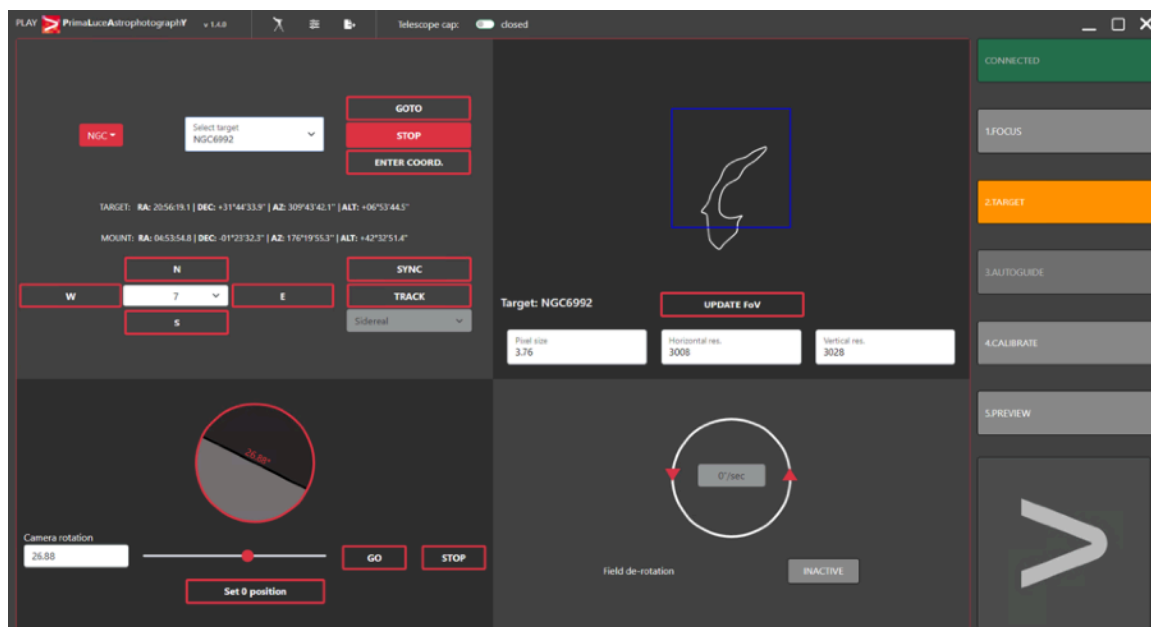 PLAY PrimaLuceAstrophotographY v 1.4.0 Telescope cap: closed
CONNECTED
1.FOCUS
2.TARGET
3.AUTOGUIDE
4.CALIBRATE
5.PREVIEW
NGC
Select target
NGC6992
GOTO
STOP
ENTER COORD.
TARGET: RA: 20:56:19.1 | DEC: +31°44'33.9" | AZ: 309°43'42.1" | ALT: +06°53'44.5"
MOUNT: RA: 04:53:54.8 | DEC: -01°23'32.3" | AZ: 176°19'55.3" | ALT: +42°32'51.4"
N
W 7 E
S
SYNC
TRACK
Sidereal
Target: NGC6992 UPDATE FoV
Pixel size
3.76
Horizontal res.
3008
Vertical res.
3028
26.88°
Camera rotation
26.88
GO STOP
Set 0 position
0"/sec
Field de-rotation INACTIVE